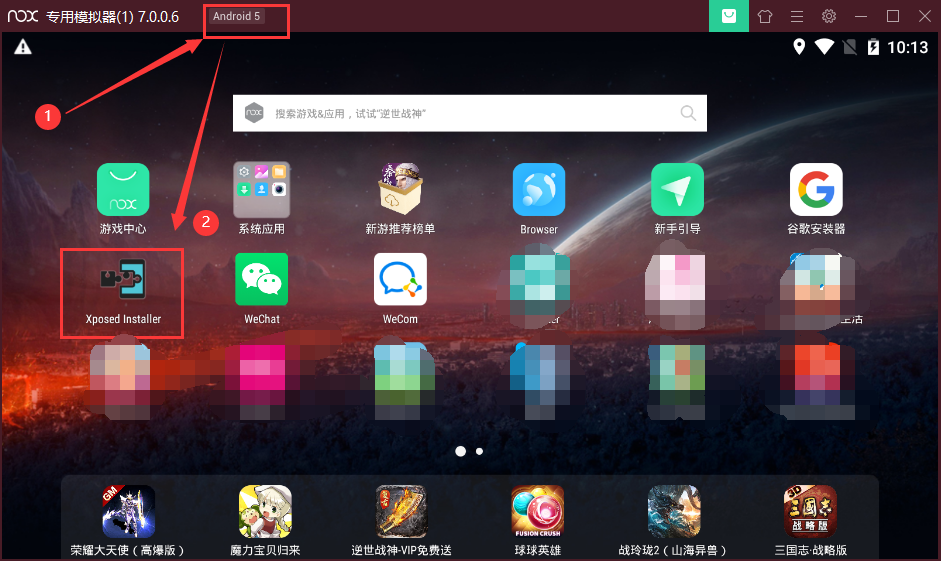 nox 专用模拟器(1) 7.0.0.6 Android 5
10:13
1
nox 搜索游戏&应用，试试"逆世战神"
nox
2
游戏中心 系统应用 新游推荐榜单 Browser 新手引导 谷歌安装器
Xposed Installer WeChat WeCom 生活
GM 3D 三國志 战略版
FUSION CRUSH
荣耀大天使（高爆版） 魔力宝贝归来 逆世战神-VIP免费送 球球英雄 战玲珑2（山海异兽） 三国志·战略版